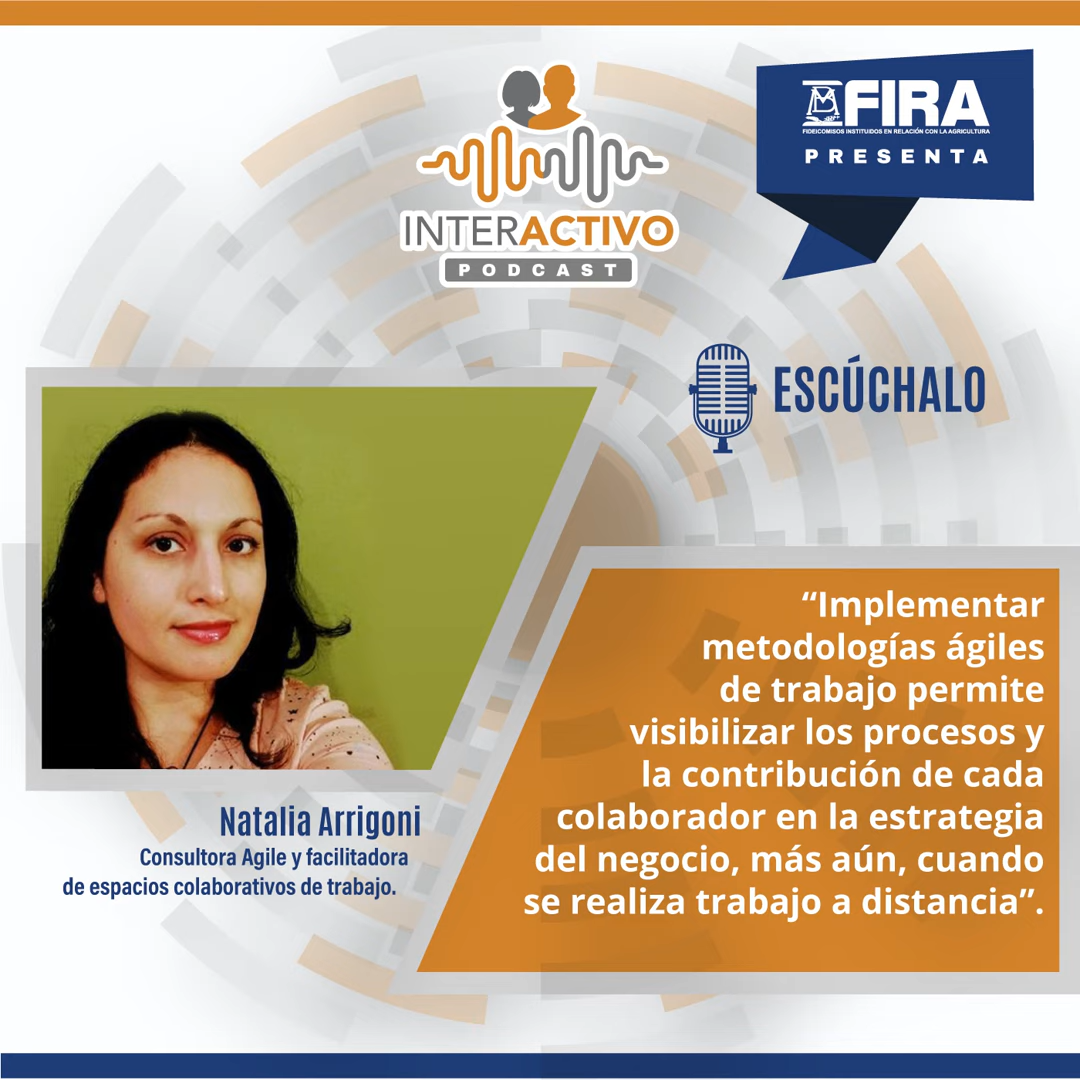 INTERACTIVO
PODCAST
FIRA
FIDEICOMISOS INSTITUIDOS EN RELACIÓN CON LA AGRICULTURA
PRESENTA
ESCÚCHALO
“Implementar
metodologías ágiles
de trabajo permite
visibilizar los procesos y
la contribución de cada
colaborador en la estrategia
del negocio, más aún, cuando
se realiza trabajo a distancia”.
Natalia Arrigoni
Consultora Agile y facilitadora
de espacios colaborativos de trabajo.